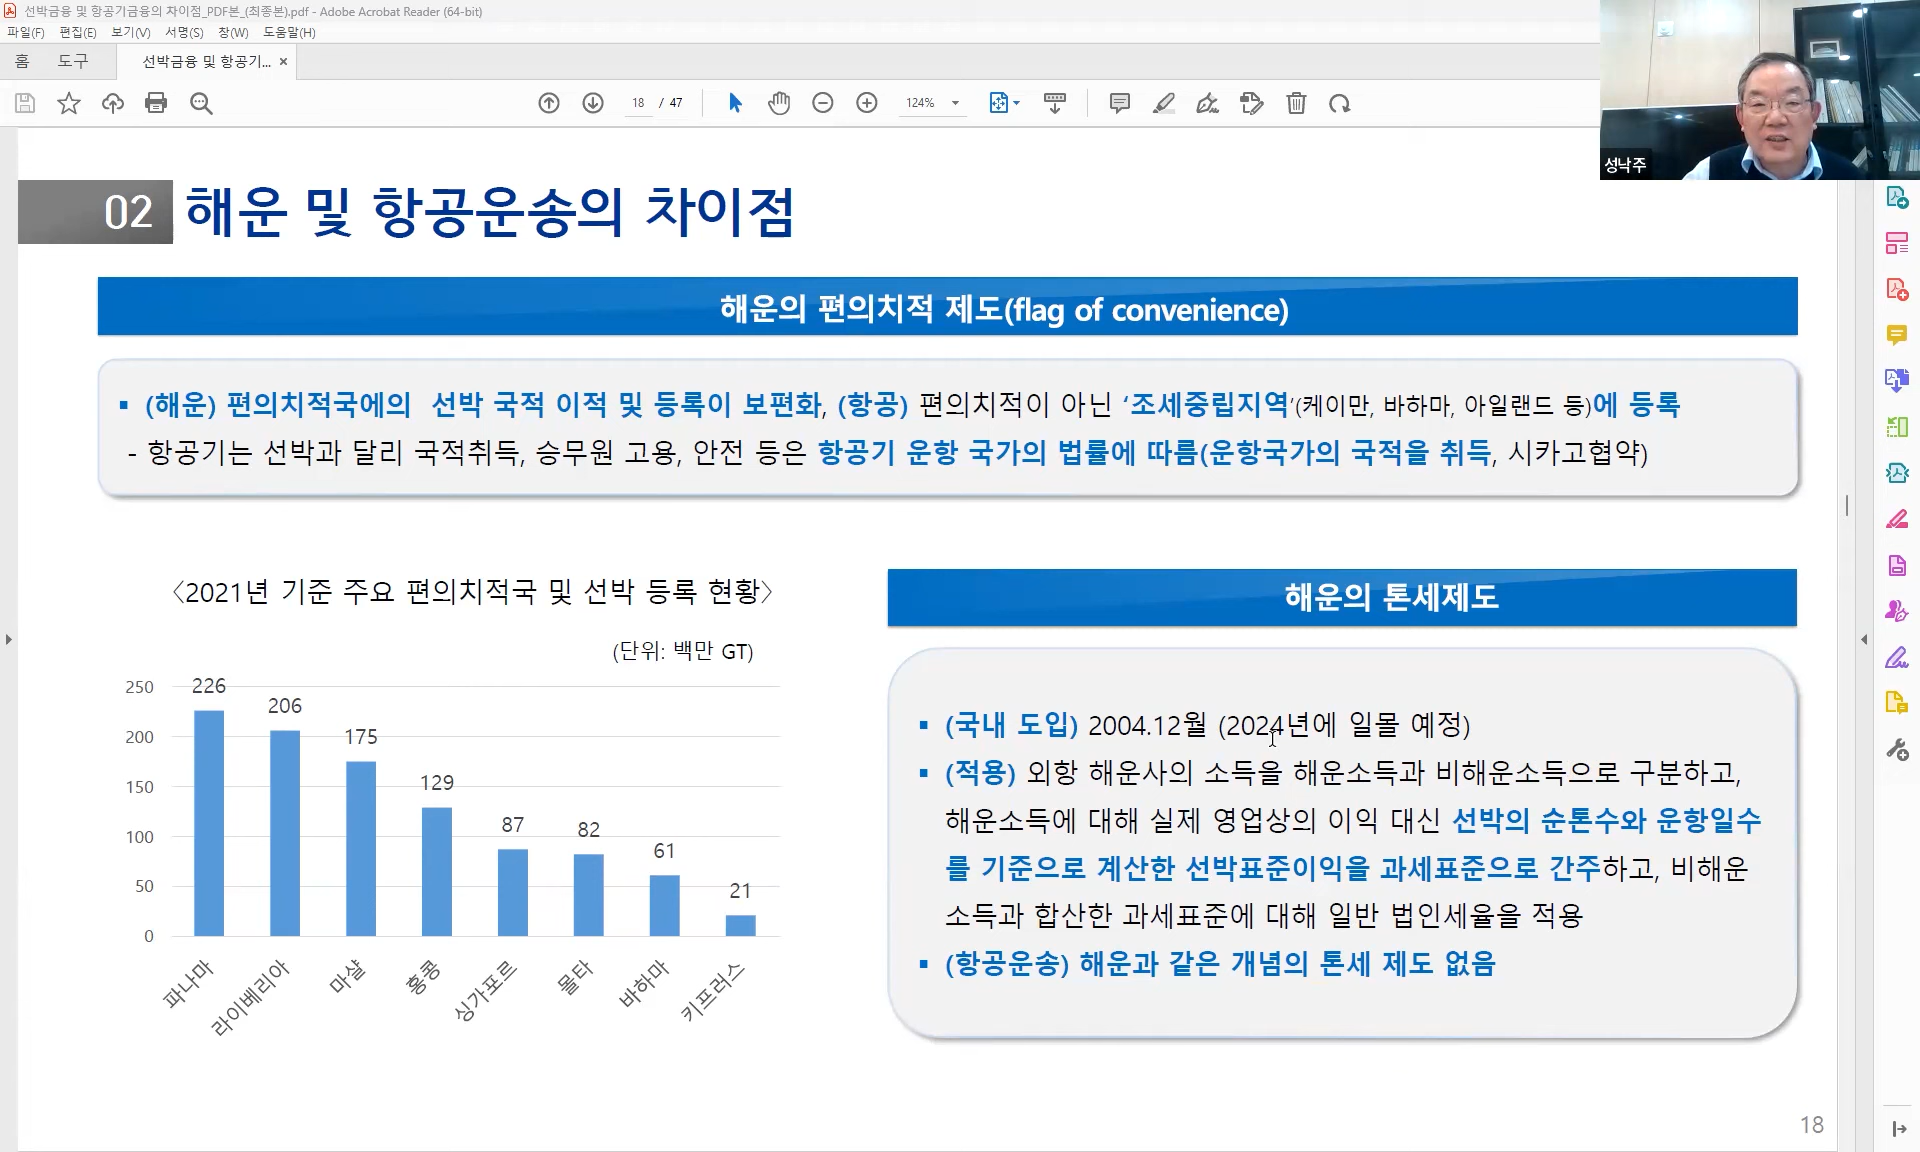 선박금융 및 항공기금융의 차이점_PDF본_(최종본).pdf - Adobe Acrobat Reader (64-bit)
파일(F) 편집(E) 보기(V) 서명(S) 창(W) 도움말(H)
홈 도구 선박금융 및 항공기... ×
18 / 47 124%
성낙주
02 해운 및 항공운송의 차이점
해운의 편의치적 제도(flag of convenience)
▪ (해운) 편의치적국에의 선박 국적 이적 및 등록이 보편화, (항공) 편의치적이 아닌 ‘조세중립지역’(케이만, 바하마, 아일랜드 등)에 등록
- 항공기는 선박과 달리 국적취득, 승무원 고용, 안전 등은 항공기 운항 국가의 법률에 따름(운항국가의 국적을 취득, 시카고협약)
〈2021년 기준 주요 편의치적국 및 선박 등록 현황〉
(단위: 백만 GT)
250
200
150
100
50
0
226
206
175
129
87
82
61
21
파나마
라이베리아
마샬
홍콩
싱가포르
몰타
바하마
키프러스
해운의 톤세제도
▪ (국내 도입) 2004.12월 (2024년에 일몰 예정)
▪ (적용) 외항 해운사의 소득을 해운소득과 비해운소득으로 구분하고,
해운소득에 대해 실제 영업상의 이익 대신 선박의 순톤수와 운항일수
를 기준으로 계산한 선박표준이익을 과세표준으로 간주하고, 비해운
소득과 합산한 과세표준에 대해 일반 법인세율을 적용
▪ (항공운송) 해운과 같은 개념의 톤세 제도 없음
18